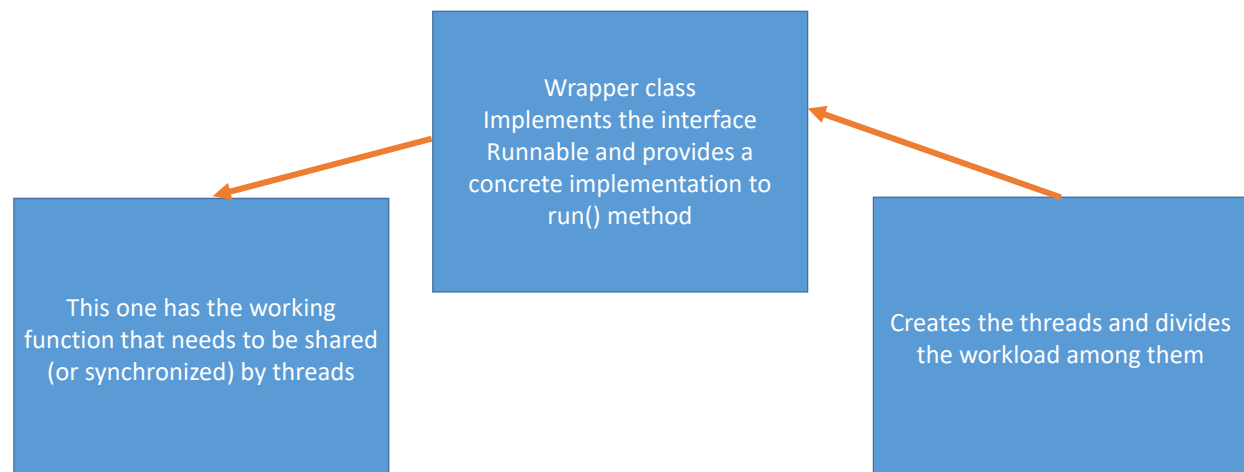 Wrapper class
Implements the interface
Runnable and provides a
concrete implementation to
run() method
This one has the working
function that needs to be shared
(or synchronized) by threads
Creates the threads and divides
the workload among them